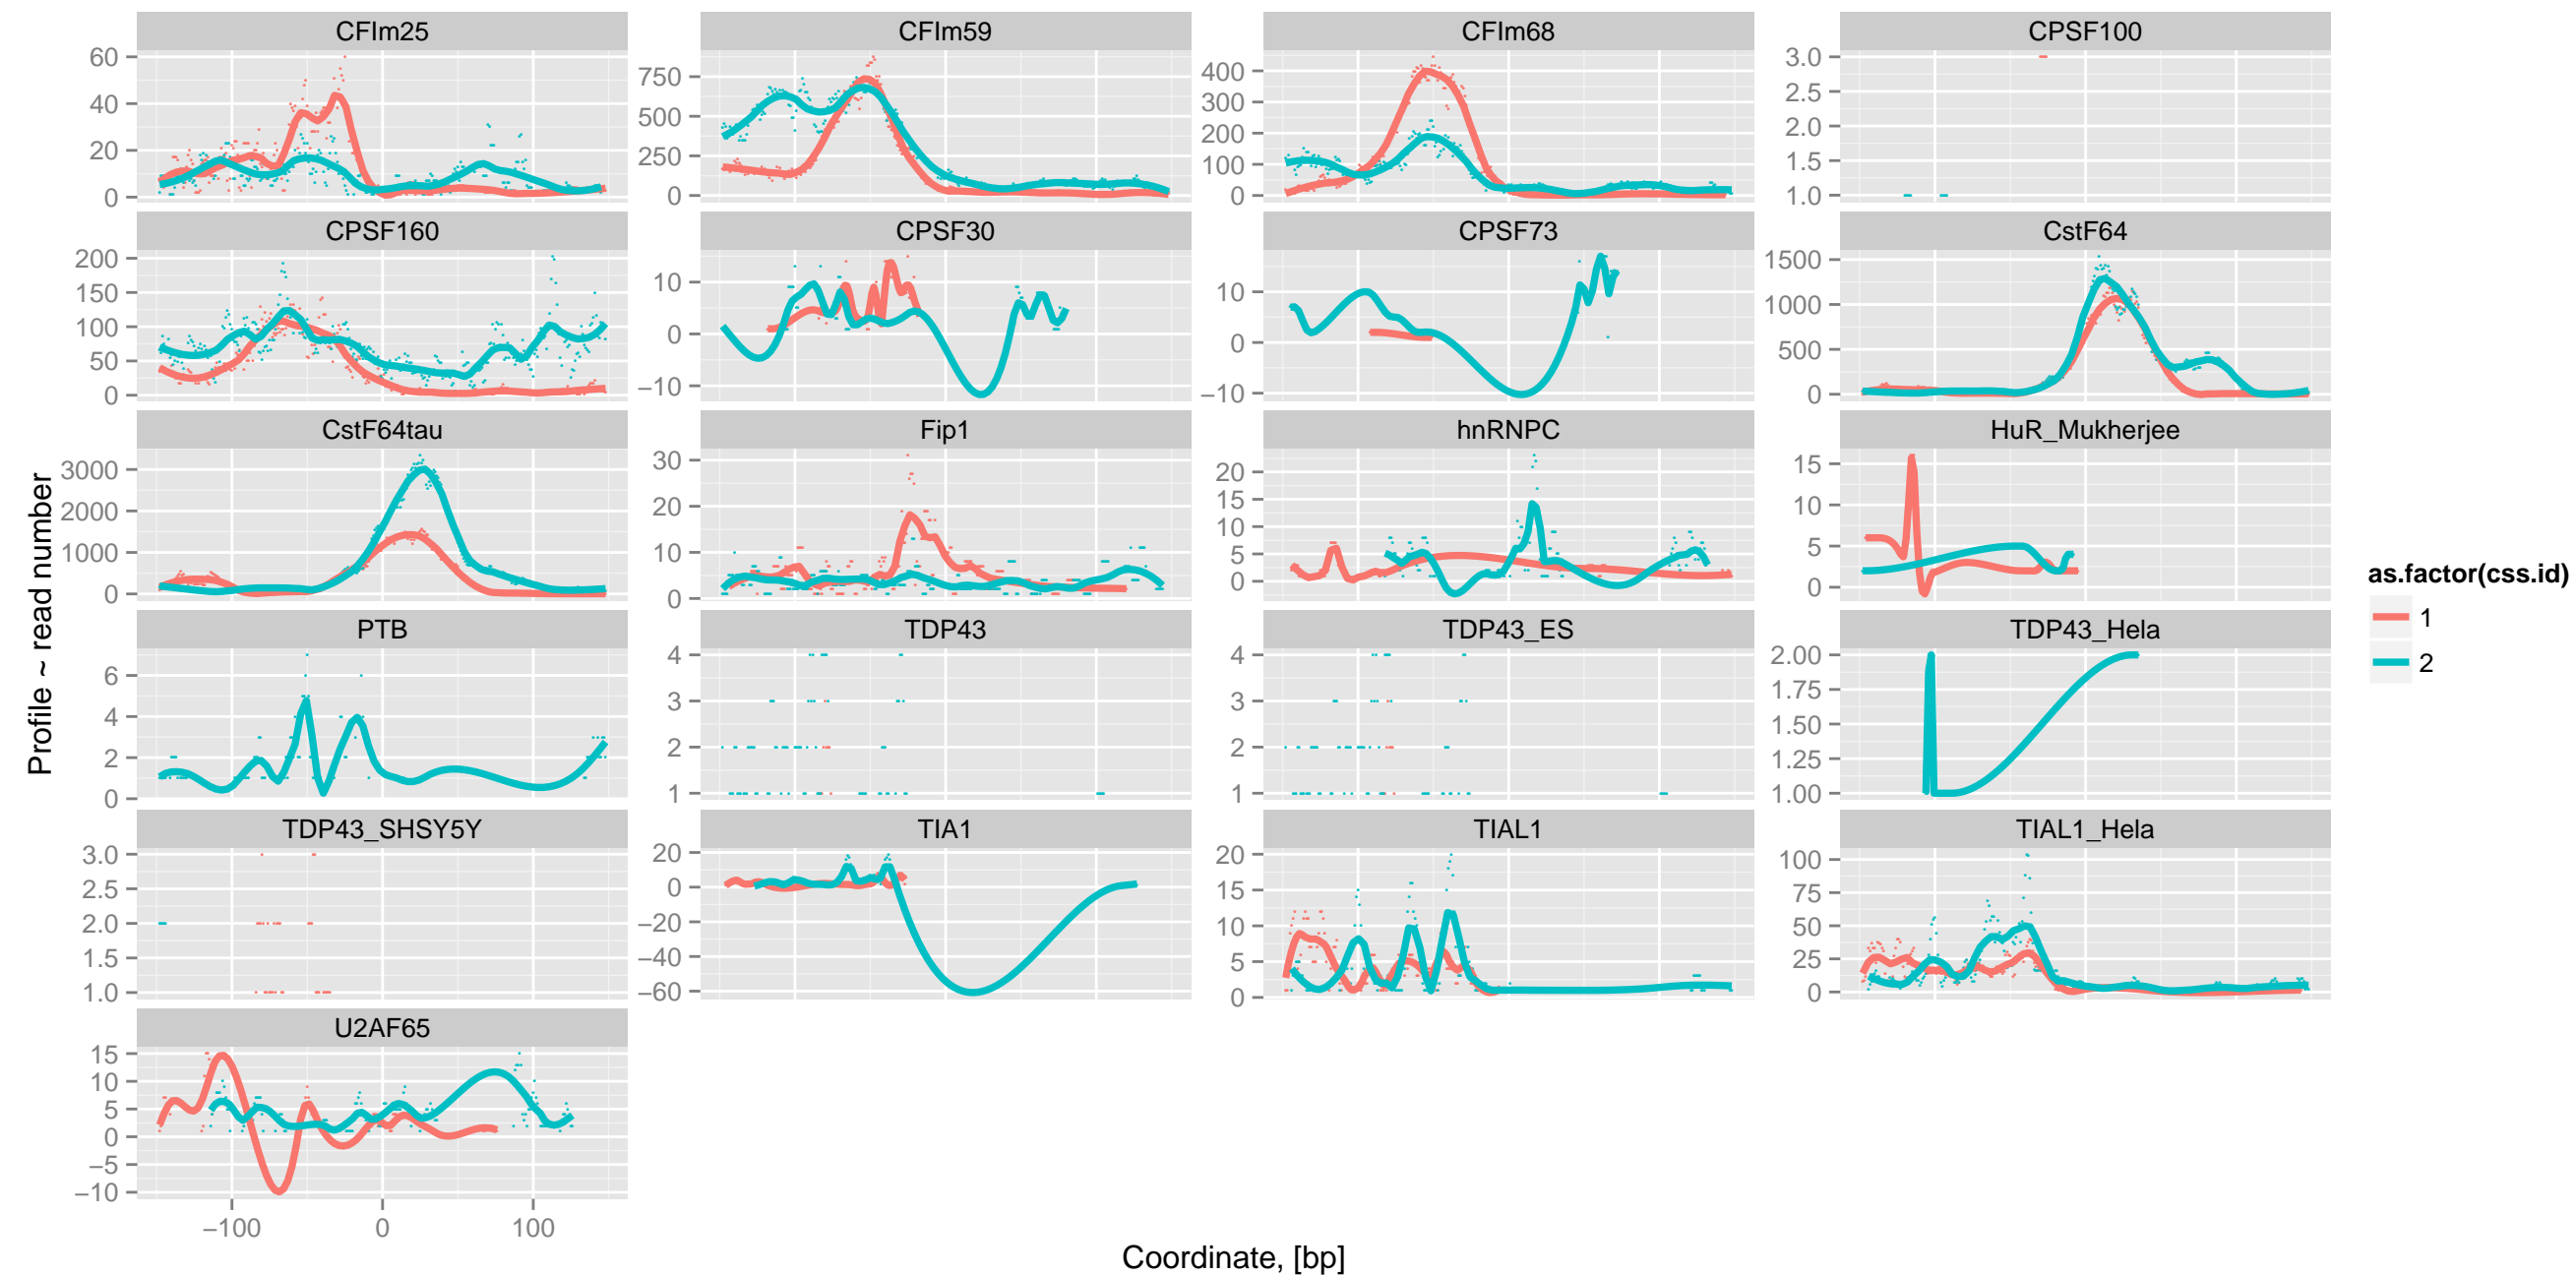 CFIm25 CFIm59 CFIm68 CPSF100
60 40 20 0
750 500 250 0
400 300 200 100 0
3.0 2.5 2.0 1.5 1.0
CPSF160 CPSF30 CPSF73 CstF64
200 150 100 50 0
10 0 −10
10 0 −10
1500 1000 500 0
CstF64tau Fip1 hnRNPC HuR_Mukherjee
3000 2000 1000 0
30 20 10 0
20 15 10 5 0
15 10 5 0
PTB TDP43 TDP43_ES TDP43_Hela
6 4 2 0
4 3 2 1
4 3 2 1
2.00 1.75 1.50 1.25 1.00
TDP43_SHSY5Y TIA1 TIAL1 TIAL1_Hela
3.0 2.5 2.0 1.5 1.0
20 0 −20 −40 −60
20 15 10 5 0
100 75 50 25 0
U2AF65
15 10 5 0 −5 −10
−100 0 100
Coordinate, [bp]
Profile ~ read number
as.factor(css.id)
1
2